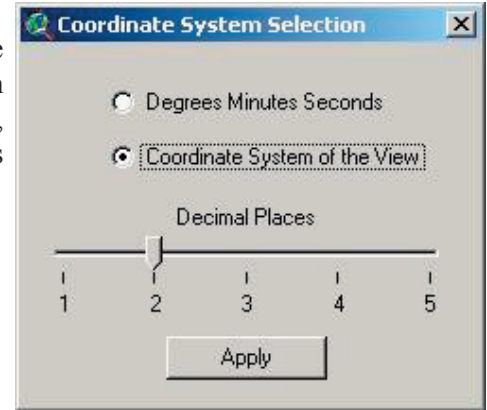 Coordinate System Selection
Degrees Minutes Seconds
Coordinate System of the View
Decimal Places
1 2 3 4 5
Apply